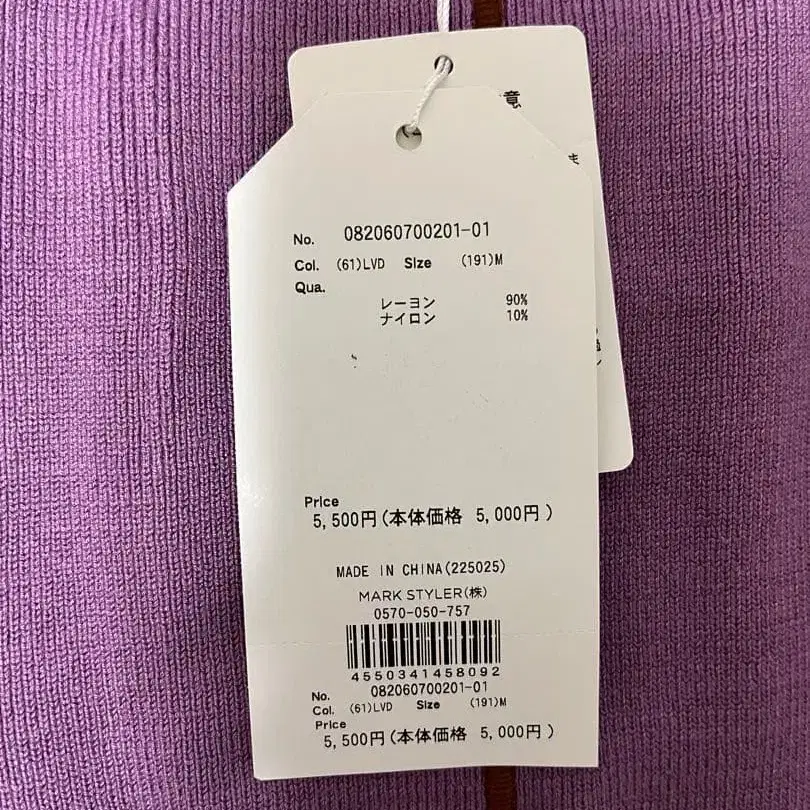 意
No. 082060700201-01
Col. (61)LVD Size (191)M
Qua.
レーヨン 90%
ナイロン 10%
Price
5,500円(本体価格 5,000円)
MADE IN CHINA(225025)
MARK STYLER(株)
0570-050-757
4550341458092
No. 082060700201-01
Col. (61)LVD Size (191)M
Price
5,500円(本体価格 5,000円)